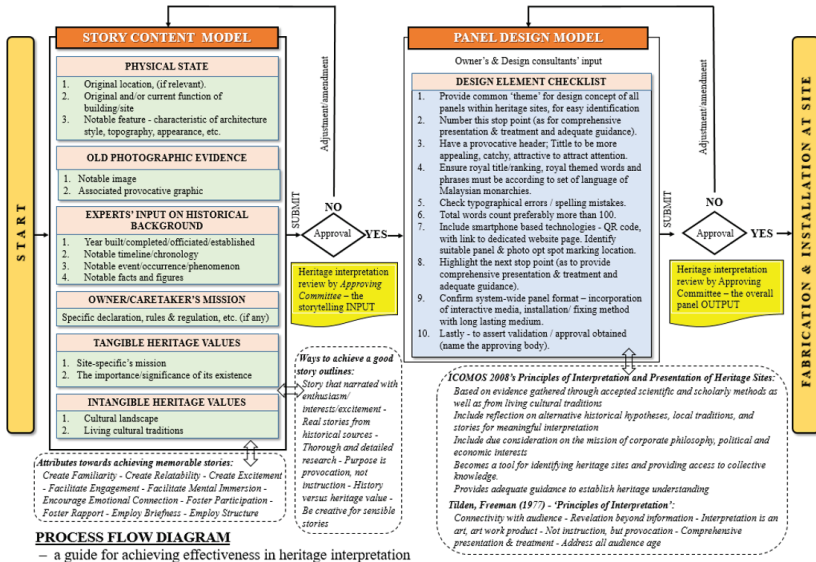 START
STORY CONTENT MODEL
PHYSICAL STATE
1. Original location, (if relevant).
2. Original and/or current function of
building/site
3. Notable feature - characteristic of architecture
style, topography, appearance, etc.
OLD PHOTOGRAPHIC EVIDENCE
1. Notable image
2. Associated provocative graphic
EXPERTS' INPUT ON HISTORICAL
BACKGROUND
1. Year built/completed/officiated/established
2. Notable timeline/chronology
3. Notable event/occurrence/phenomenon
4. Notable facts and figures
OWNER/CARETAKER'S MISSION
Specific declaration, rules & regulation, etc. (if any)
TANGIBLE HERITAGE VALUES
1. Site-specific's mission
2. The importance/significance of its existence
INTANGIBLE HERITAGE VALUES
1. Cultural landscape
2. Living cultural traditions
Attributes towards achieving memorable stories:
Create Familiarity - Create Relatability - Create Excitement
- Facilitate Engagement - Facilitate Mental Immersion -
Encourage Emotional Connection - Foster Participation -
Foster Rapport - Employ Briefness - Employ Structure
SUBMIT
Adjustment/amendment
NO
Approval
YES
Heritage interpretation
review by Approving
Committee – the
storytelling INPUT
Ways to achieve a good
story outlines:
Story that narrated with
enthusiasm/
interests/excitement -
Real stories from
historical sources -
Thorough and detailed
research - Purpose is
provocation, not
instruction - History
versus heritage value -
Be creative for sensible
stories
PANEL DESIGN MODEL
Owner's & Design consultants' input
DESIGN ELEMENT CHECKLIST
1. Provide common 'theme' for design concept of all
panels within heritage sites, for easy identification
2. Number this stop point (as for comprehensive
presentation & treatment and adequate guidance).
3. Have a provocative header; Tittle to be more
appealing, catchy, attractive to attract attention.
4. Ensure royal title/ranking, royal themed words and
phrases must be according to set of language of
Malaysian monarchies.
5. Check typographical errors / spelling mistakes.
6. Total words count preferably more than 100.
7. Include smartphone based technologies - QR code,
with link to dedicated website page. Identify
suitable panel & photo opt spot marking location.
8. Highlight the next stop point (as to provide
comprehensive presentation & treatment and
adequate guidance).
9. Confirm system-wide panel format – incorporation
of interactive media, installation/ fixing method
with long lasting medium.
10. Lastly - to assert validation / approval obtained
(name the approving body).
SUBMIT
Adjustment/amendment
NO
Approval
YES
Heritage interpretation
review by Approving
Committee – the overall
panel OUTPUT
ICOMOS 2008's Principles of Interpretation and Presentation of Heritage Sites:
Based on evidence gathered through accepted scientific and scholarly methods as
well as from living cultural traditions
Include reflection on alternative historical hypotheses, local traditions, and
stories for meaningful interpretation
Include due consideration on the mission of corporate philosophy, political and
economic interests
Becomes a tool for identifying heritage sites and providing access to collective
knowledge.
Provides adequate guidance to establish heritage understanding
Tilden, Freeman (1977) - 'Principles of Interpretation':
Connectivity with audience - Revelation beyond information - Interpretation is an
art, art work product - Not instruction, but provocation - Comprehensive
presentation & treatment - Address all audience age
FABRICATION & INSTALLATION AT SITE
PROCESS FLOW DIAGRAM
– a guide for achieving effectiveness in heritage interpretation